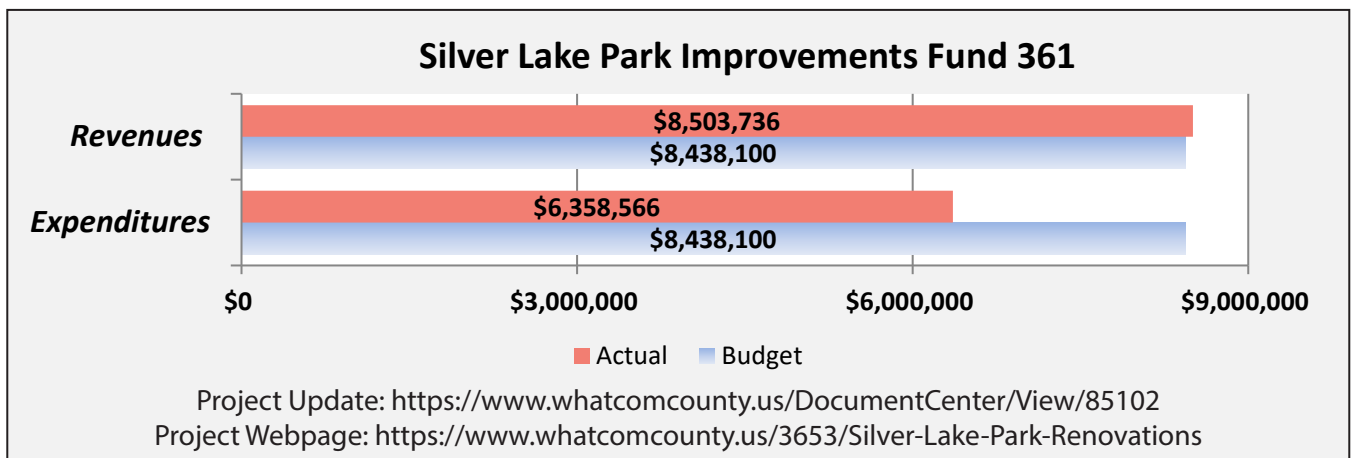 Silver Lake Park Improvements Fund 361
Revenues
$8,503,736
$8,438,100
Expenditures
$6,358,566
$8,438,100
$0 $3,000,000 $6,000,000 $9,000,000
Actual Budget
Project Update: https://www.whatcomcounty.us/DocumentCenter/View/85102
Project Webpage: https://www.whatcomcounty.us/3653/Silver-Lake-Park-Renovations